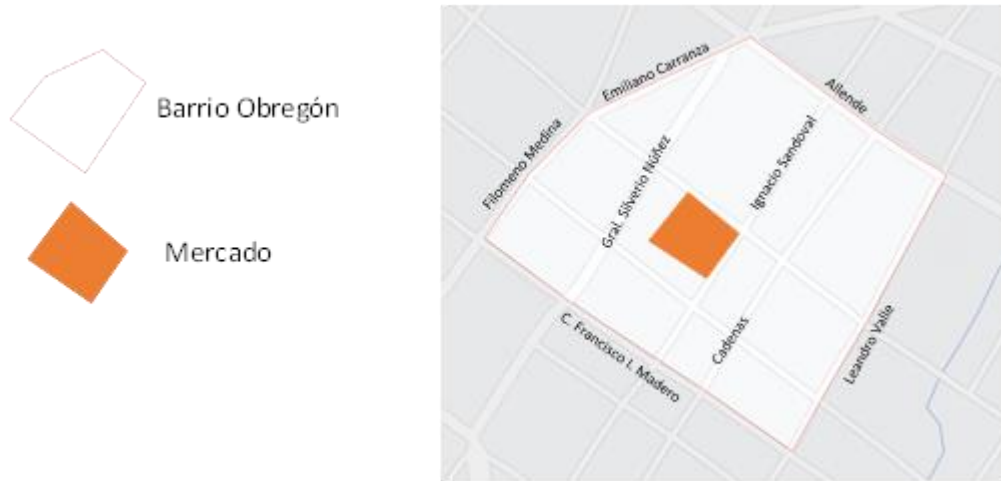 Barrio Obregón
Mercado
Emiliano Carranza
Allende
Filomeno Medina
Gral. Silverio Núñez
Ignacio Sandoval
C. Francisco I. Madero
Cadenas
Leandro Valle